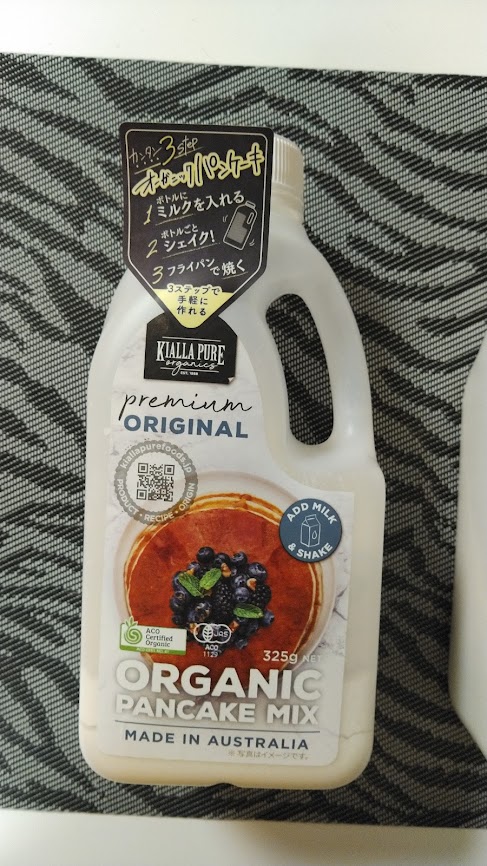 カンタン3step
オーガニックパンケーキ
ボトルに
1 ミルクを入れる
ボトルごと
2 シェイク!
3 フライパンで焼く
3ステップで
手軽に
作れる
KIALLA PURE
organics
EST. 1988
premium
ORIGINAL
kiallapurefoods.jp
PRODUCT • RECIPE • ORIGIN
ADD MILK
& SHAKE
ACO
Certified
Organic
JAS
ACO
1129
325g NET
ORGANIC
PANCAKE MIX
MADE IN AUSTRALIA
※写真はイメージです。